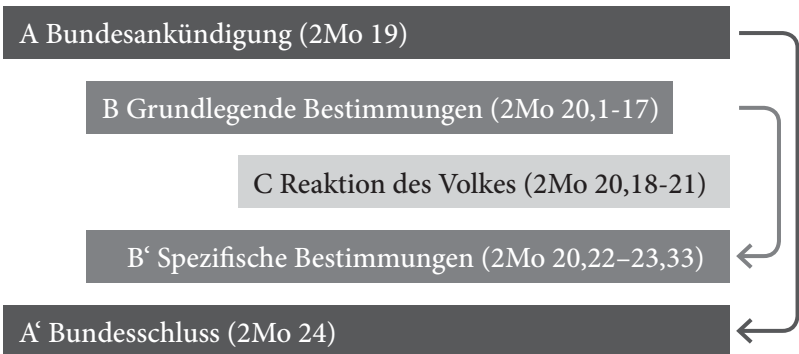 A Bundesankündigung (2Mo 19)
B Grundlegende Bestimmungen (2Mo 20,1-17)
C Reaktion des Volkes (2Mo 20,18-21)
B‘ Spezifische Bestimmungen (2Mo 20,22–23,33)
A‘ Bundesschluss (2Mo 24)